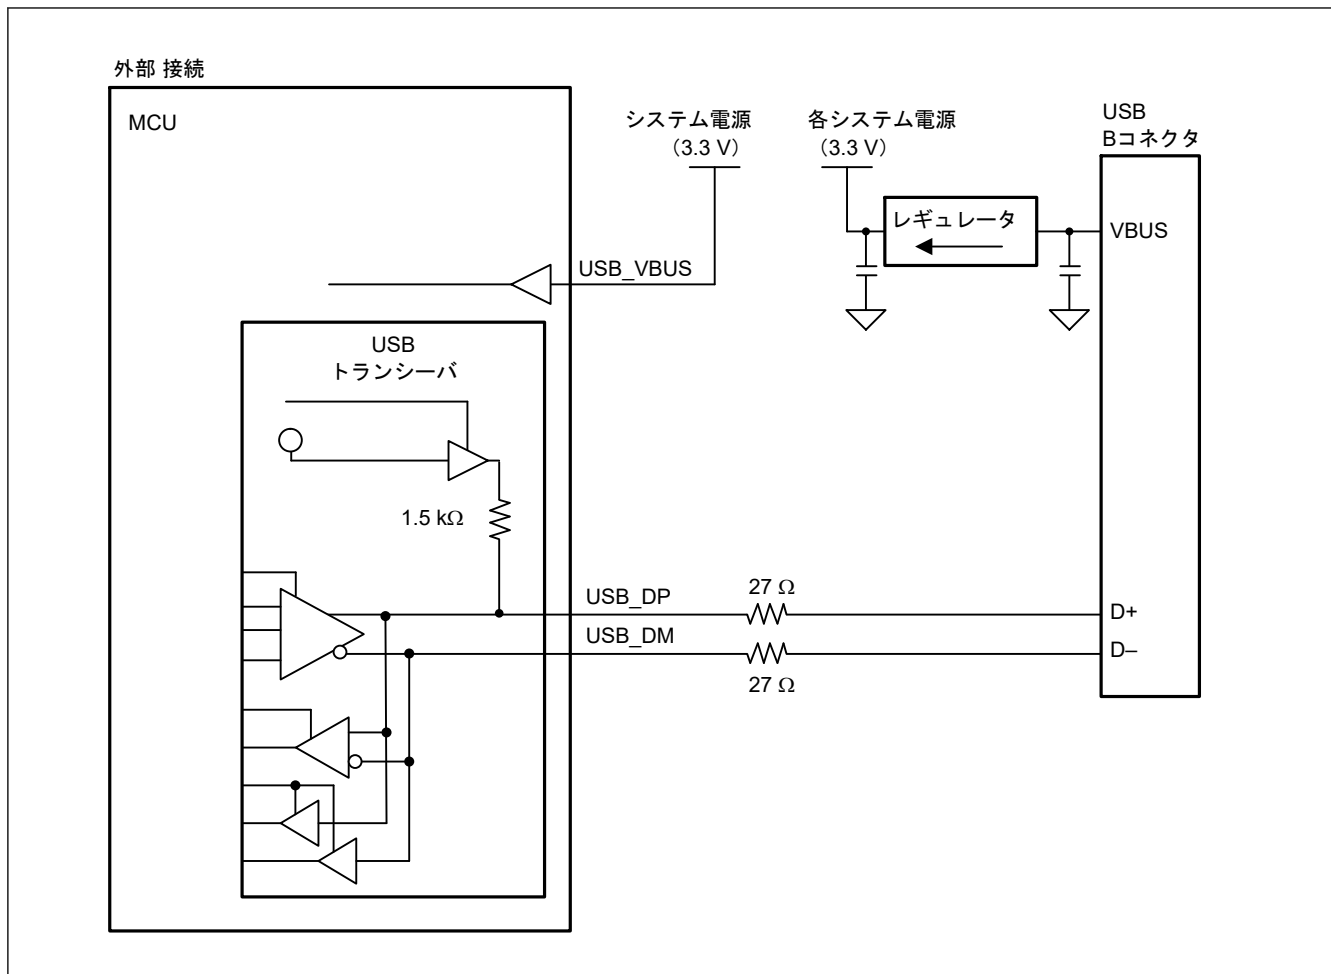 外部 接続
MCU
システム電源
(3.3 V)
各システム電源
(3.3 V)
USB
Bコネクタ
レギュレータ
VBUS
USB_VBUS
USB
トランシーバ
1.5 kΩ
USB_DP
27 Ω
D+
USB_DM
27 Ω
D–